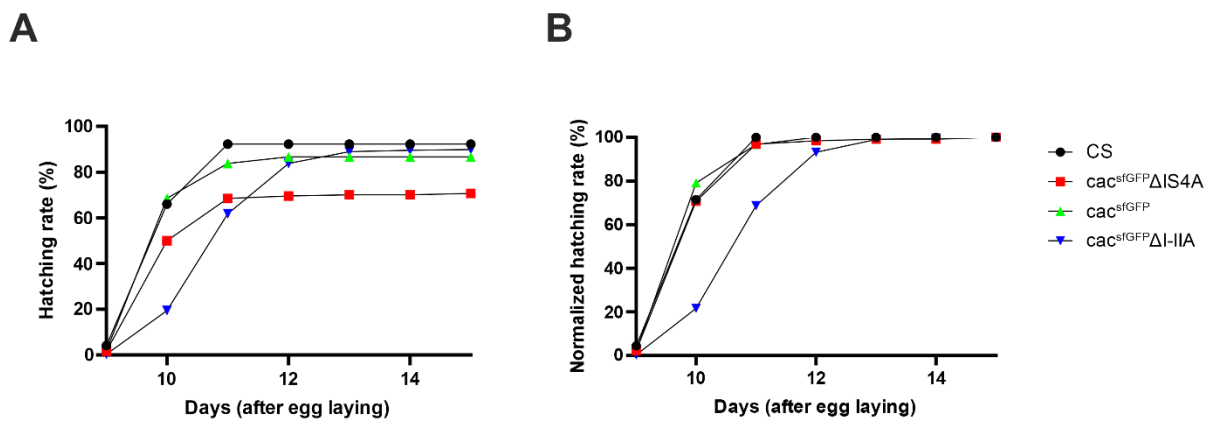 A
B
Hatching rate (%)
100
80
60
40
20
0
10
12
14
Days (after egg laying)
Normalized hatching rate (%)
100
80
60
40
20
0
10
12
14
Days (after egg laying)
CS
cacsfGFPΔIS4A
cacsfGFP
cacsfGFPΔI-IIA